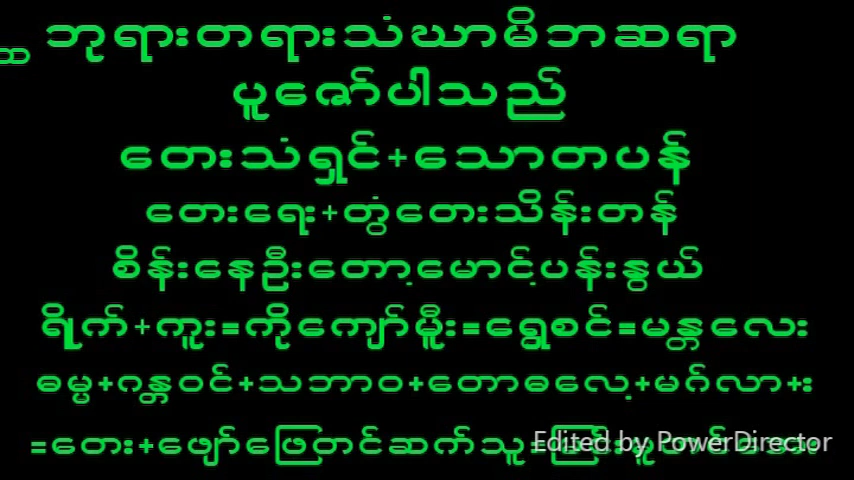 ဘုရားတရားသံဃာမိဘဆရာ
ပူဇော်ပါသည်
တေးသံရှင်+သောတပန်
တေးရေး+တွဲတေးသိန်းတန်
စိန်းနေဦးတော့မောင့်ပန်းနွယ်
ရိုက်+ကူး=ကိုကျော်မှီး=ရွှေစင်=မန္တလေး
ဓမ္မ+ဂန္တဝင်+သဘာဝ+တောဓလေ့+မဂ်လာ+း
=တေး+ဖျော်ဖြေတင်ဆက်သူ
Edited by PowerDirector